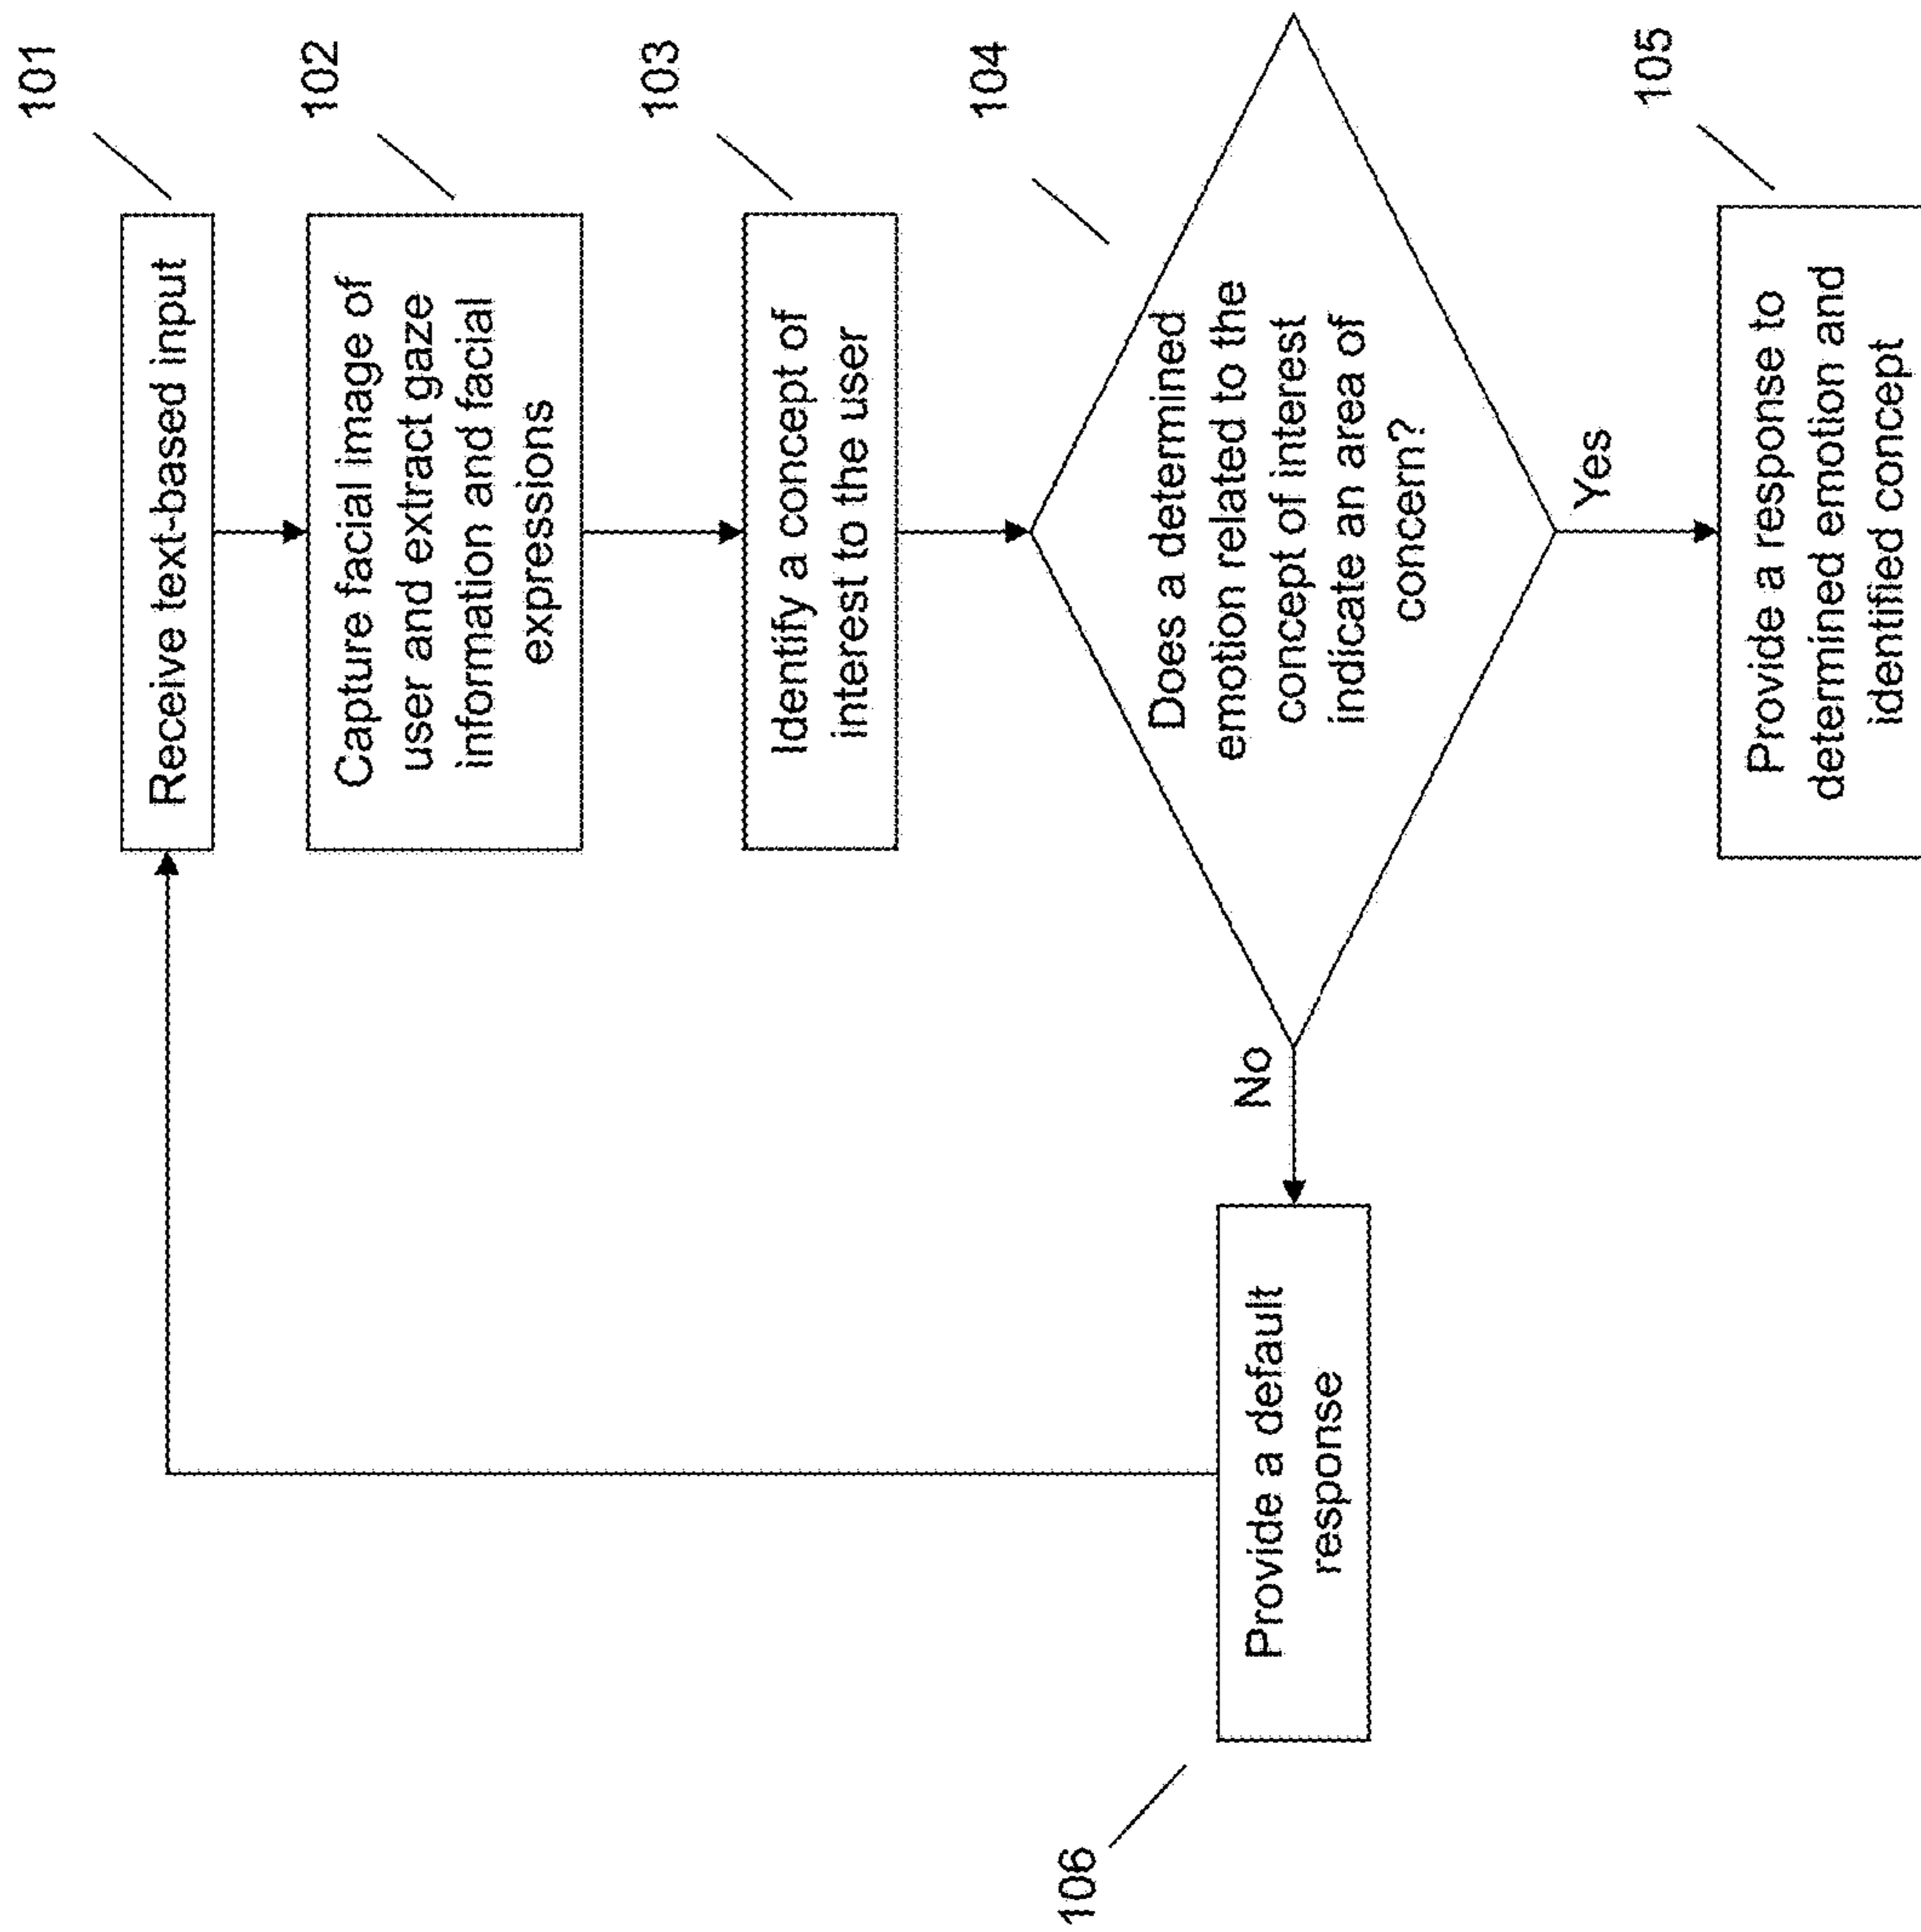 101
Receive text-based input
102
Capture facial image of
user and extract gaze
information and facial
expressions
103
Identify a concept of
interest to the user
104
Does a determined
emotion related to the
concept of interest
indicate an area of
concern?
No
Yes
105
Provide a response to
determined emotion and
identified concept
106
Provide a default
response